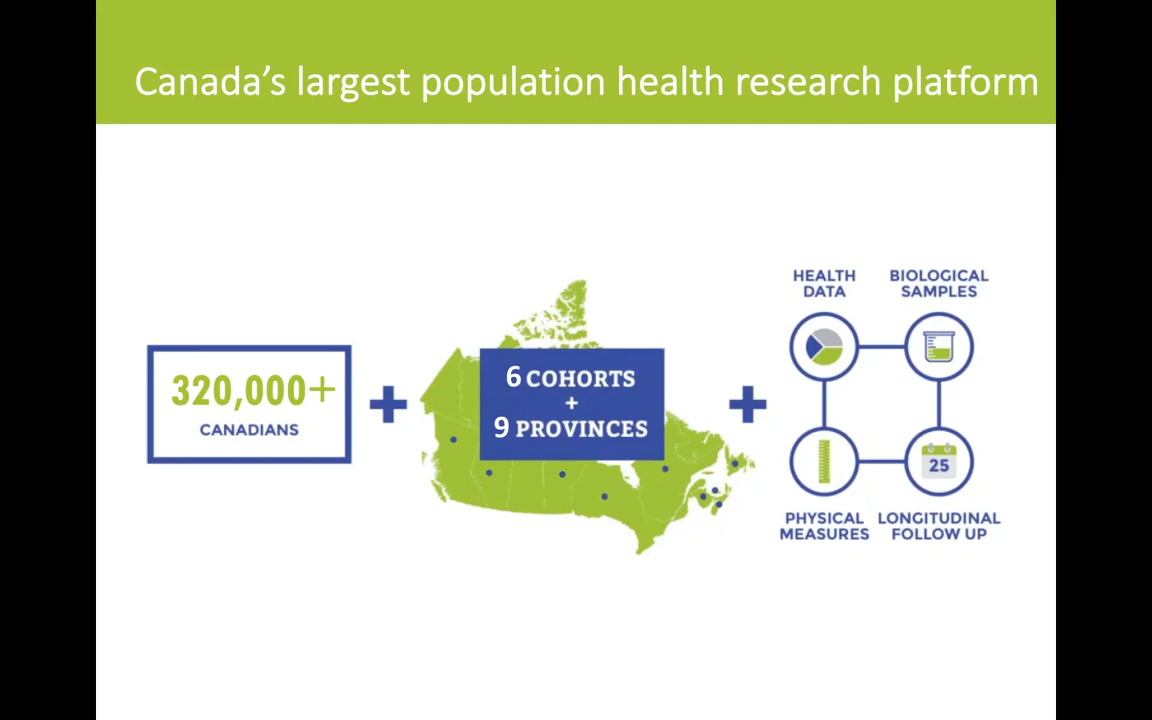 Canada's largest population health research platform
320,000+
CANADIANS
6 COHORTS
+
9 PROVINCES
HEALTH
DATA
BIOLOGICAL
SAMPLES
25
PHYSICAL
MEASURES
LONGITUDINAL
FOLLOW UP